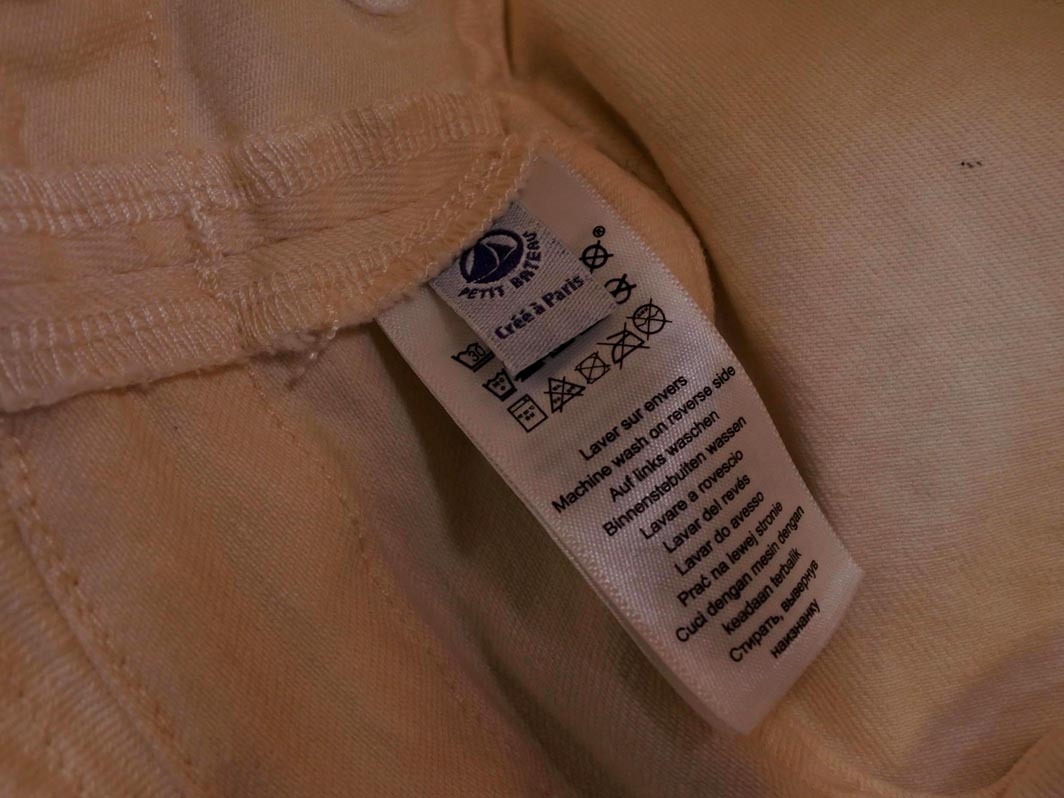 PETIT BATEAU
Créé à Paris
30
Laver sur envers
Machine wash on reverse side
Auf links waschen
Binnenstebuiten wassen
Lavare a rovescio
Lavar del revés
Lavar do avesso
Prać na lewej stronie
Cuci dengan mesin dengan
keadaan terbalik
Стирать, вывернув
наизнанку